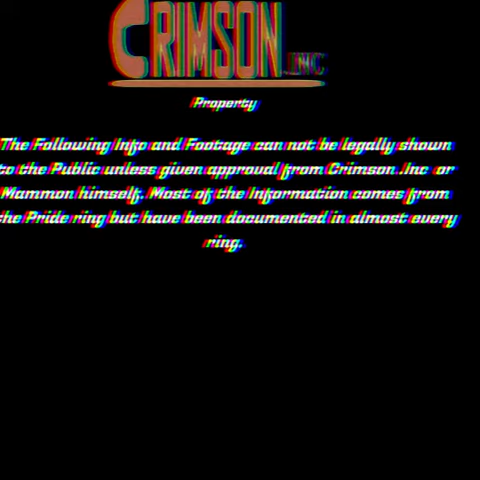 CRIMSON .INC
Property
The Following Info and Footage can not be legally shown
to the Public unless given approval from Crimson .Inc or
Mammon himself. Most of the Information comes from
the Pride ring but have been documented in almost every
ring.